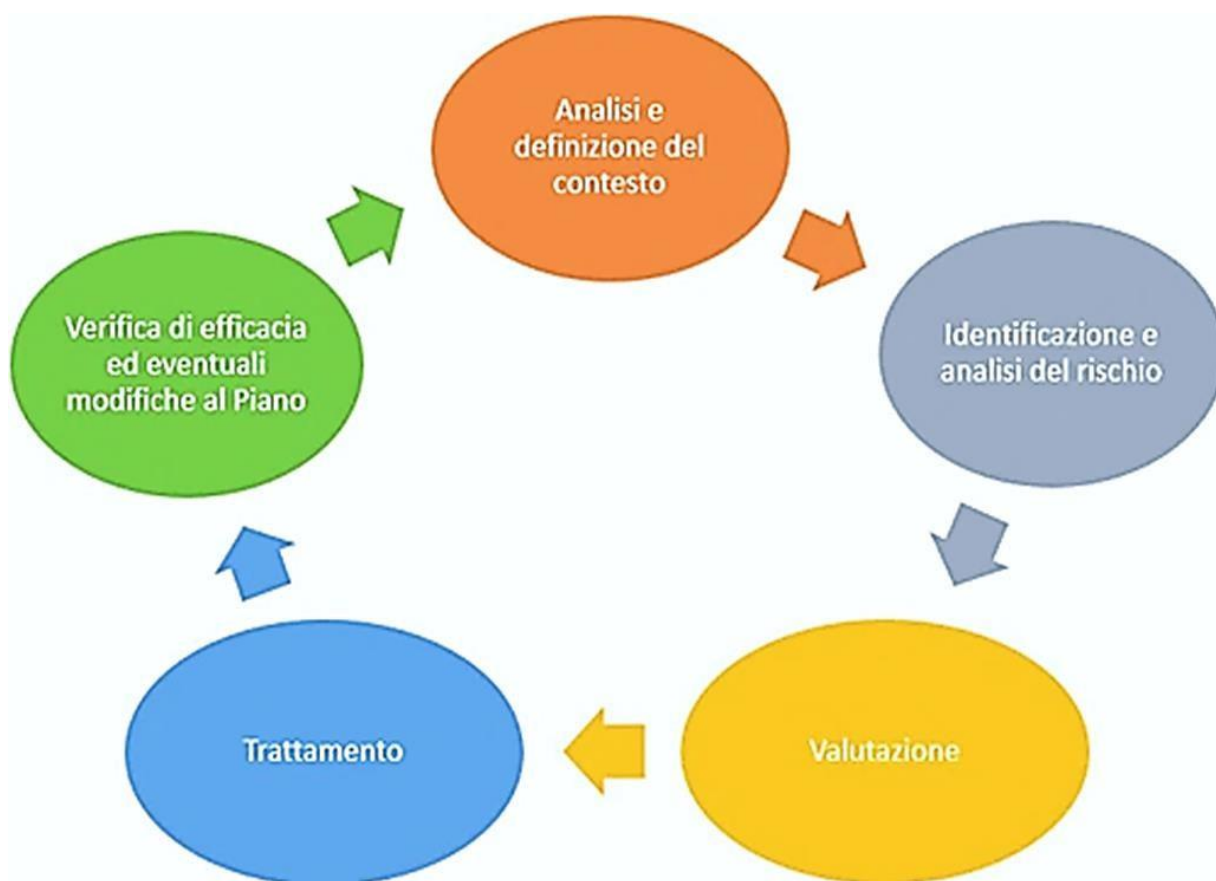 Analisi e
definizione del
contesto
Identificazione e
analisi del rischio
Valutazione
Trattamento
Verifica di efficacia
ed eventuali
modifiche al Piano